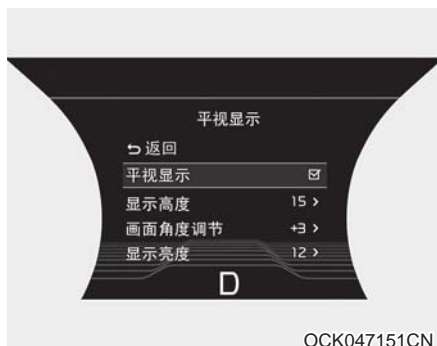 平视显示
返回
平视显示
显示高度 15 >
画面角度调节 +3 >
显示亮度 12 >
D
OCK047151CN